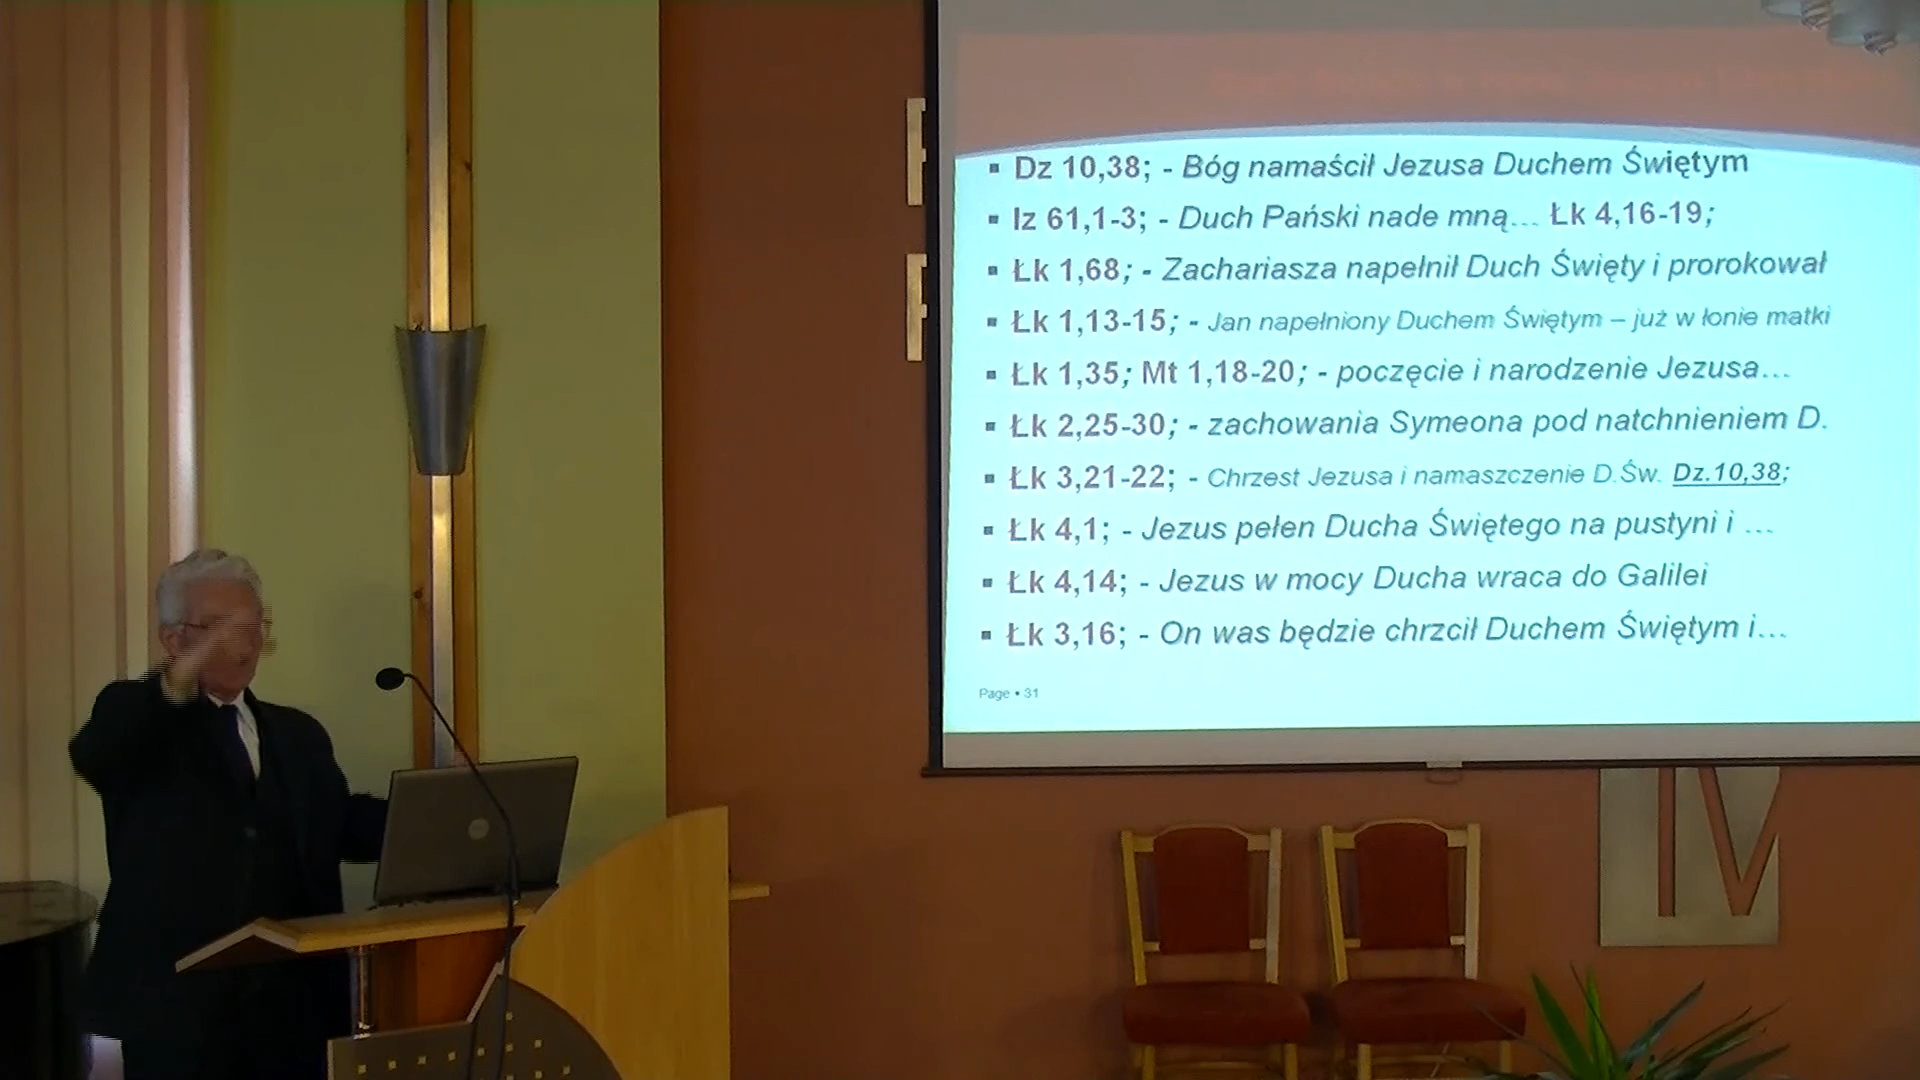 ▪ Dz 10,38; - Bóg namaścił Jezusa Duchem Świętym
▪ Iz 61,1-3; - Duch Pański nade mną... Łk 4,16-19;
▪ Łk 1,68; - Zachariasza napełnił Duch Święty i prorokował
▪ Łk 1,13-15; - Jan napełniony Duchem Świętym – już w łonie matki
▪ Łk 1,35; Mt 1,18-20; - poczęcie i narodzenie Jezusa...
▪ Łk 2,25-30; - zachowania Symeona pod natchnieniem D.
▪ Łk 3,21-22; - Chrzest Jezusa i namaszczenie D.Św. Dz.10,38;
▪ Łk 4,1; - Jezus pełen Ducha Świętego na pustyni i ...
▪ Łk 4,14; - Jezus w mocy Ducha wraca do Galilei
▪ Łk 3,16; - On was będzie chrzcił Duchem Świętym i...
Page ▪ 31